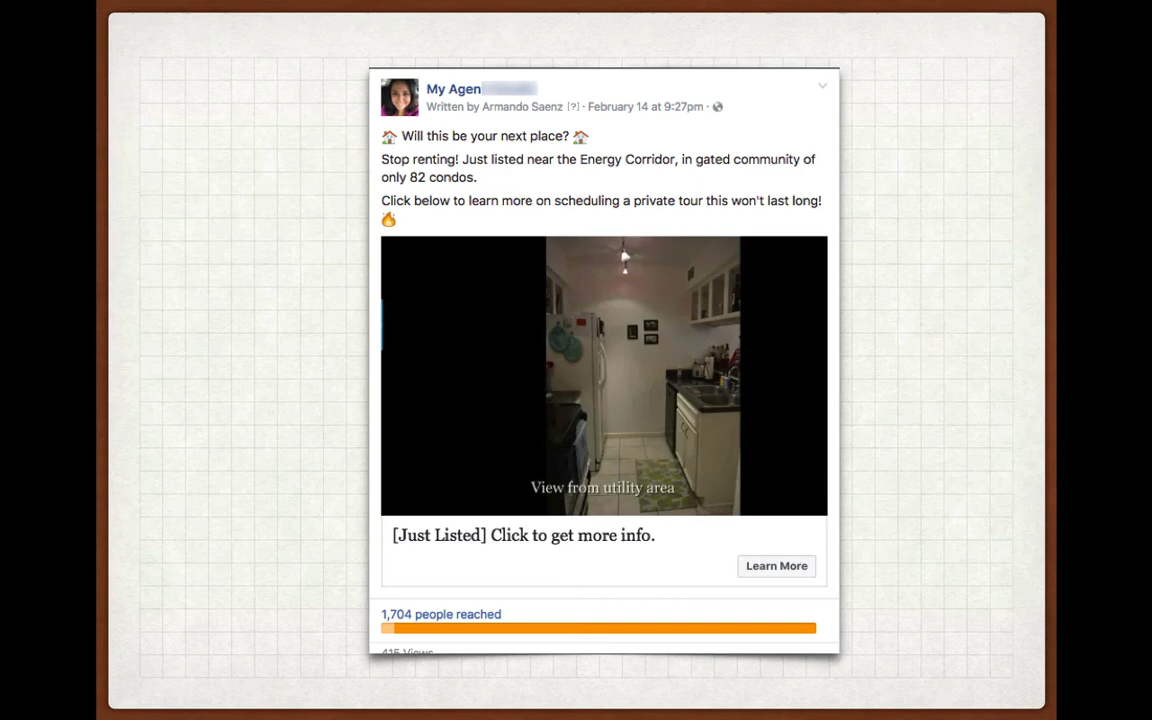 My Agen
Written by Armando Saenz [?] · February 14 at 9:27pm ·
Will this be your next place?
Stop renting! Just listed near the Energy Corridor, in gated community of
only 82 condos.
Click below to learn more on scheduling a private tour this won't last long!
View from utility area
[Just Listed] Click to get more info.
Learn More
1,704 people reached
415 Views